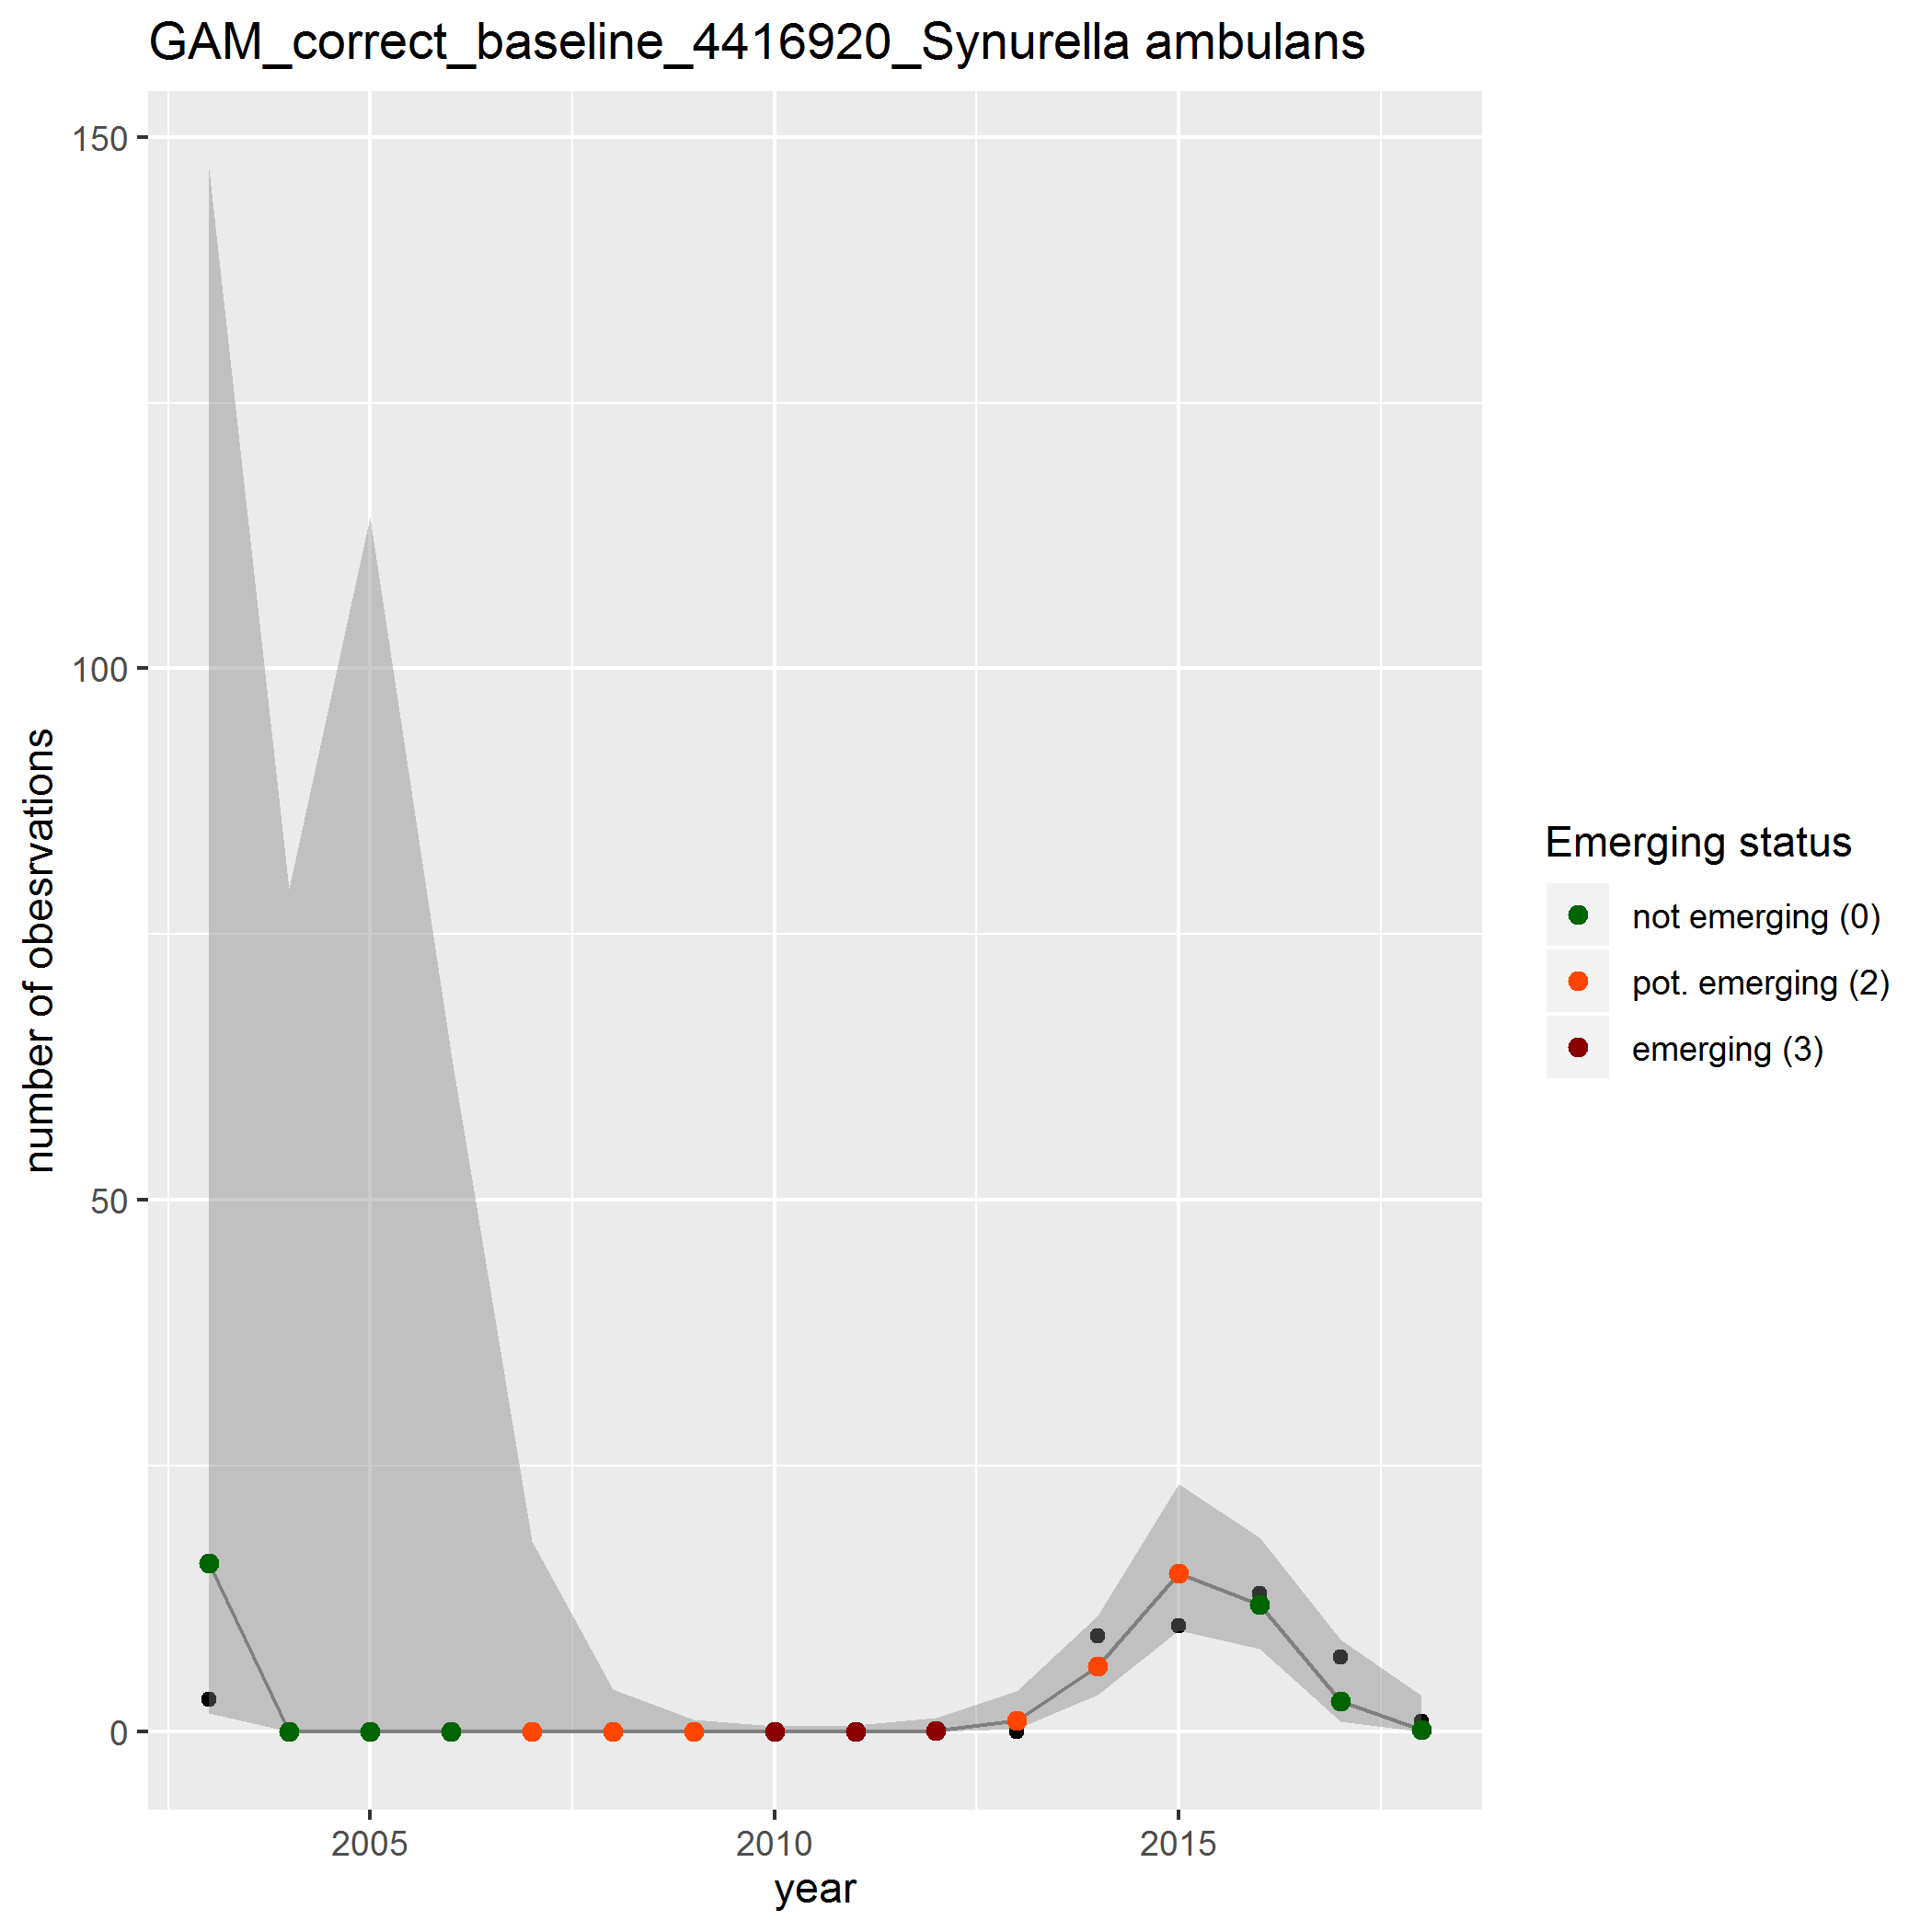 GAM_correct_baseline_4416920_Synurella ambulans
150
100
50
0
number of obesrvations
2005
2010
2015
year
Emerging status
not emerging (0)
pot. emerging (2)
emerging (3)